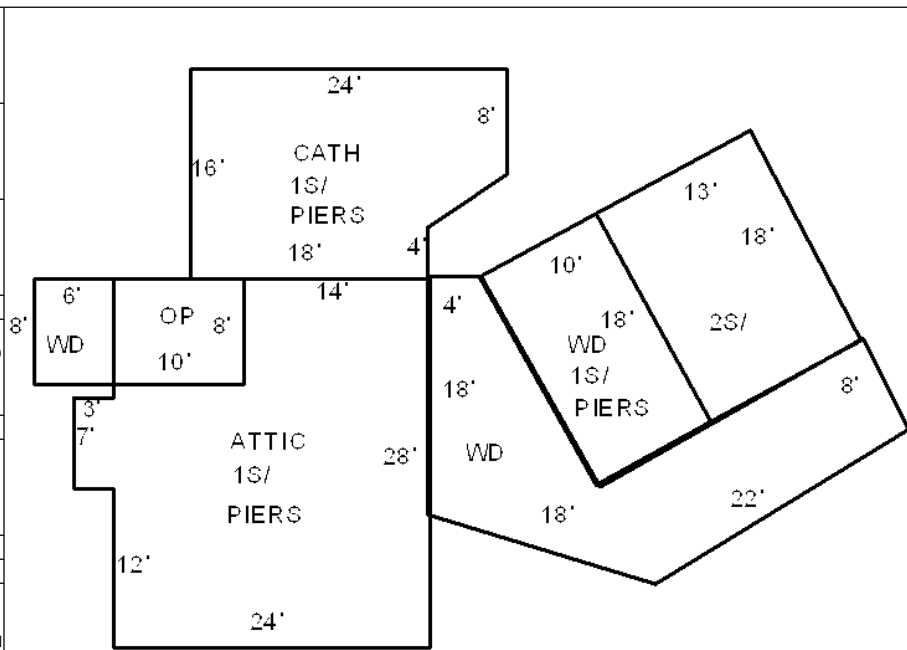 24'
8'
16'
CATH
1S/
PIERS
18'
4'
13'
18'
10'
18'
2S/
WD
1S/
PIERS
6'
8'
WD
OP
8'
10'
14'
4'
18'
WD
8'
22'
18'
3'
7'
ATTIC
1S/
PIERS
28'
12'
24'